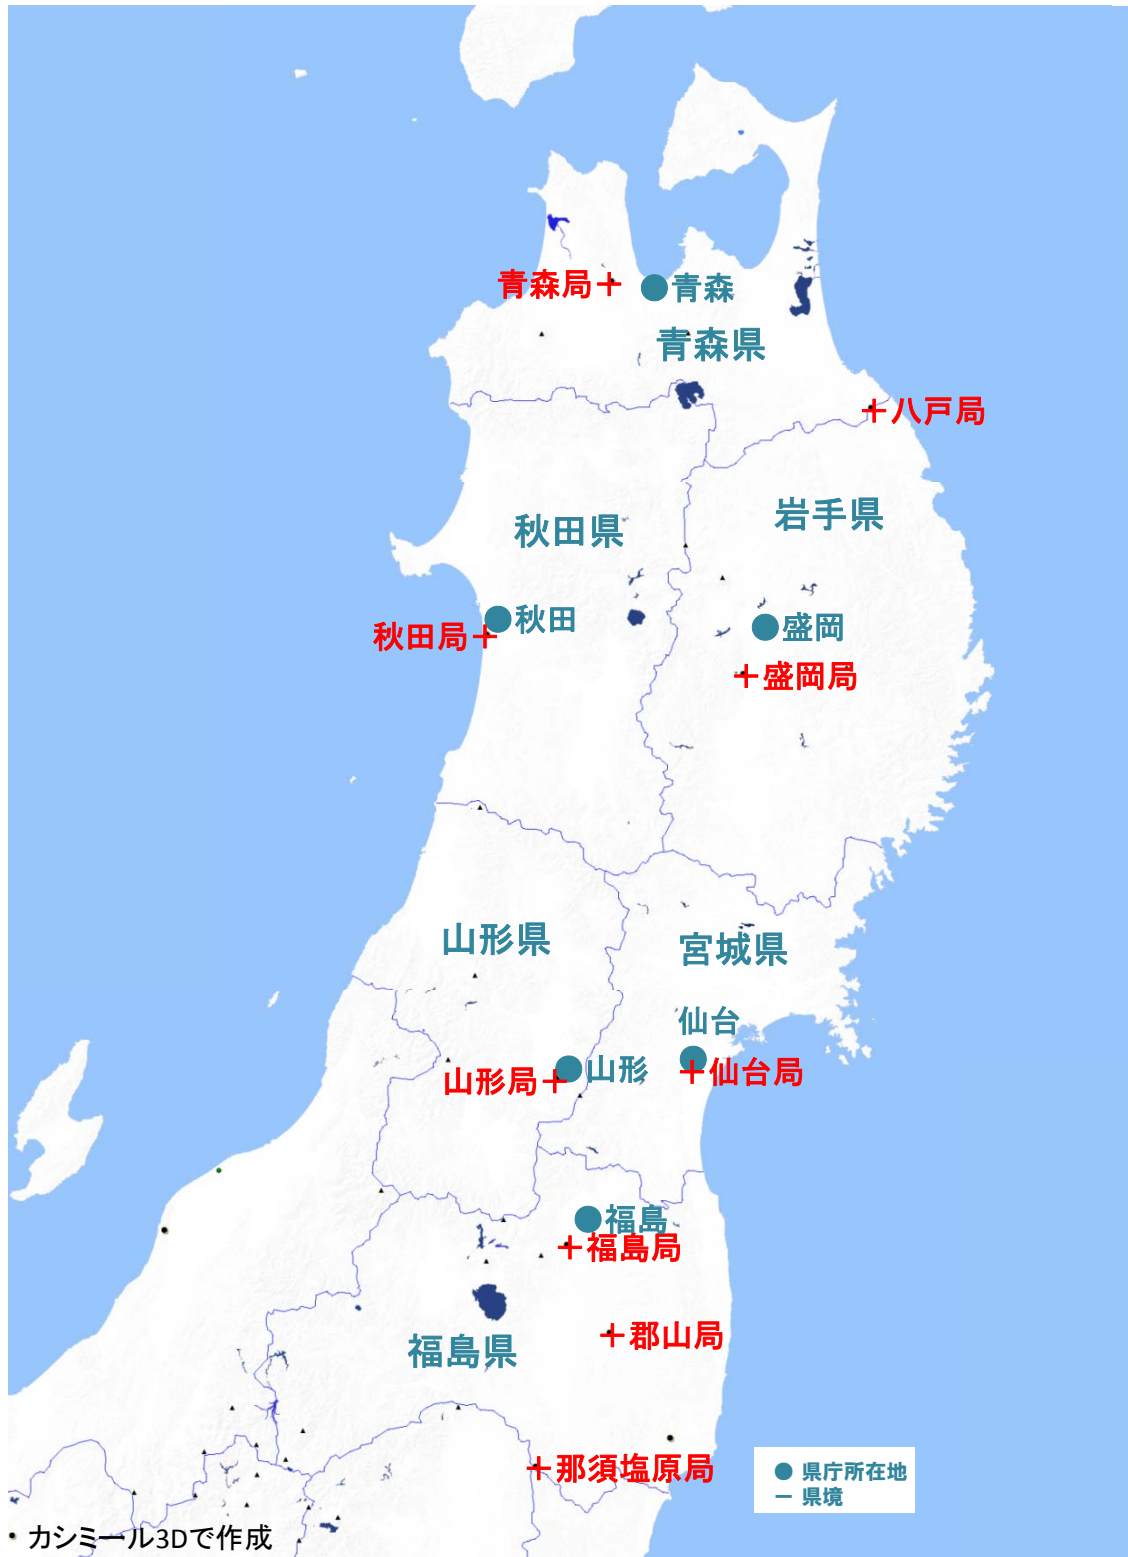 青森局
青森
青森県
八戸局
岩手県
秋田県
秋田
秋田局
盛岡
盛岡局
山形県
宮城県
仙台
山形
山形局
仙台局
福島
福島局
郡山局
福島県
那須塩原局
県庁所在地
県境
カシミール3Dで作成